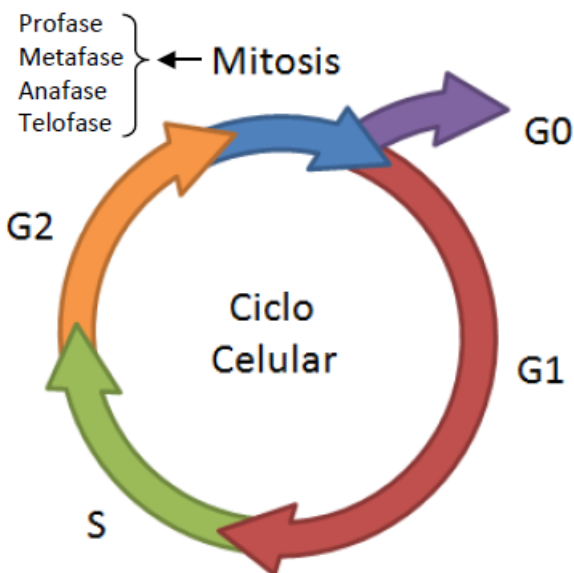 Profase
Metafase
Anafase
Telofase
Mitosis
G0
G2
Ciclo
Celular
G1
S